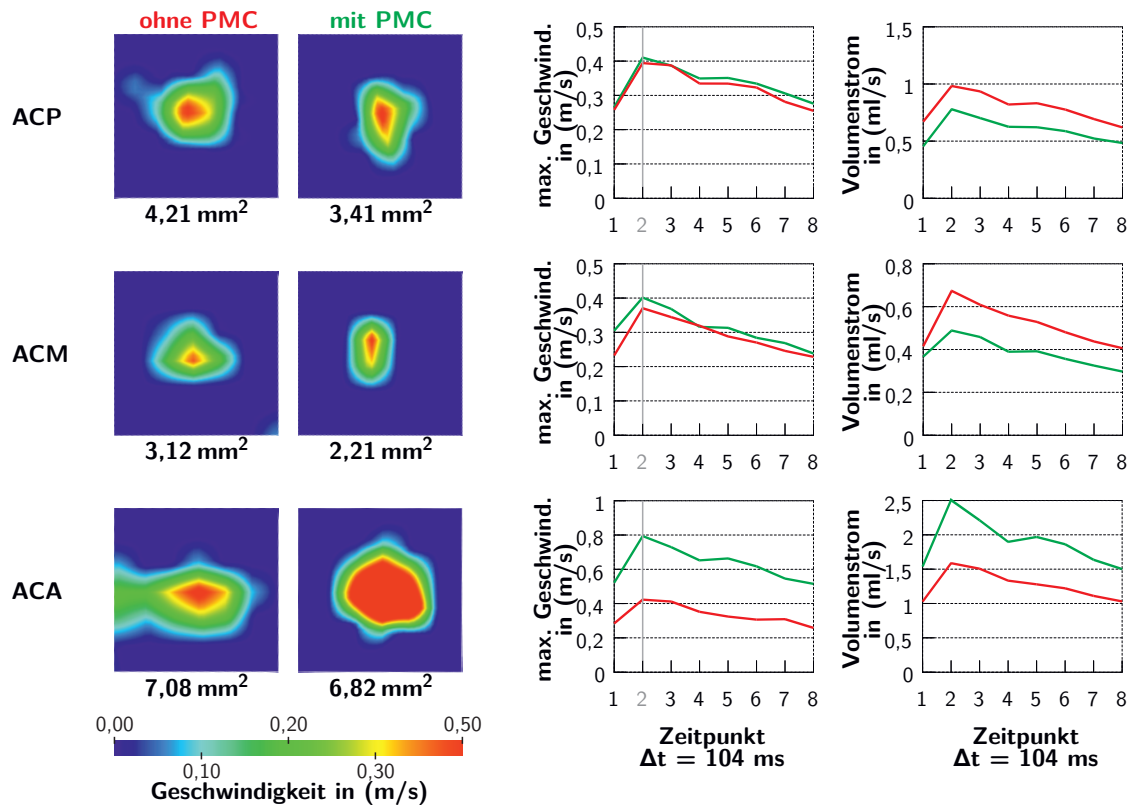 ohne PMC mit PMC
ACP
4,21 mm²
3,41 mm²
max. Geschwind.
in (m/s)
0,5
0,4
0,3
0,2
0,1
0
1 2 3 4 5 6 7 8
Volumenstrom
in (ml/s)
1,5
1
0,5
0
1 2 3 4 5 6 7 8
ACM
3,12 mm²
2,21 mm²
max. Geschwind.
in (m/s)
0,5
0,4
0,3
0,2
0,1
0
1 2 3 4 5 6 7 8
Volumenstrom
in (ml/s)
0,8
0,6
0,4
0,2
0
1 2 3 4 5 6 7 8
ACA
7,08 mm²
6,82 mm²
max. Geschwind.
in (m/s)
1
0,8
0,6
0,4
0,2
0
1 2 3 4 5 6 7 8
Volumenstrom
in (ml/s)
2,5
2
1,5
1
0,5
0
1 2 3 4 5 6 7 8
0,00 0,20 0,50
0,10 0,30
Geschwindigkeit in (m/s)
Zeitpunkt
Δt = 104 ms
Zeitpunkt
Δt = 104 ms